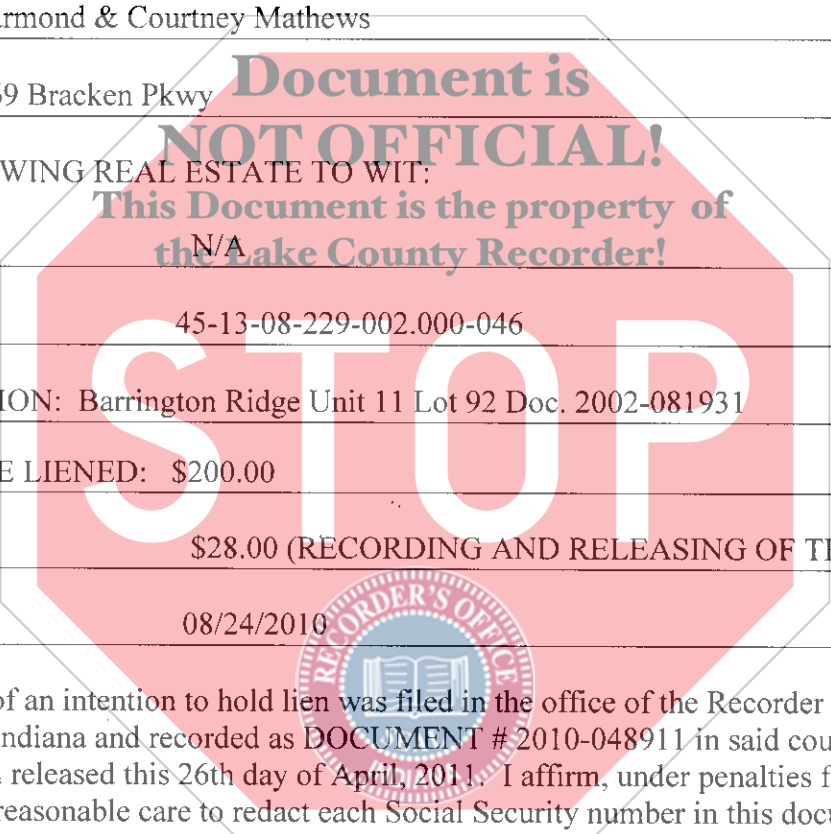 rmond & Courtney Mathews
59 Bracken Pkwy
Document is
NOT OFFICIAL!
WING REAL ESTATE TO WIT:
This Document is the property of
the Lake County Recorder!
N/A
45-13-08-229-002.000-046
STOP
ION: Barrington Ridge Unit 11 Lot 92 Doc. 2002-081931
E LIENED: $200.00
$28.00 (RECORDING AND RELEASING OF
RECORDER'S OFFICE
08/24/2010
of an intention to hold lien was filed in the office of the Recorder
ndiana and recorded as DOCUMENT # 2010-048911 in said cou
released this 26th day of April, 2011. I affirm, under penalties f
reasonable care to redact each Social Security number in this docu